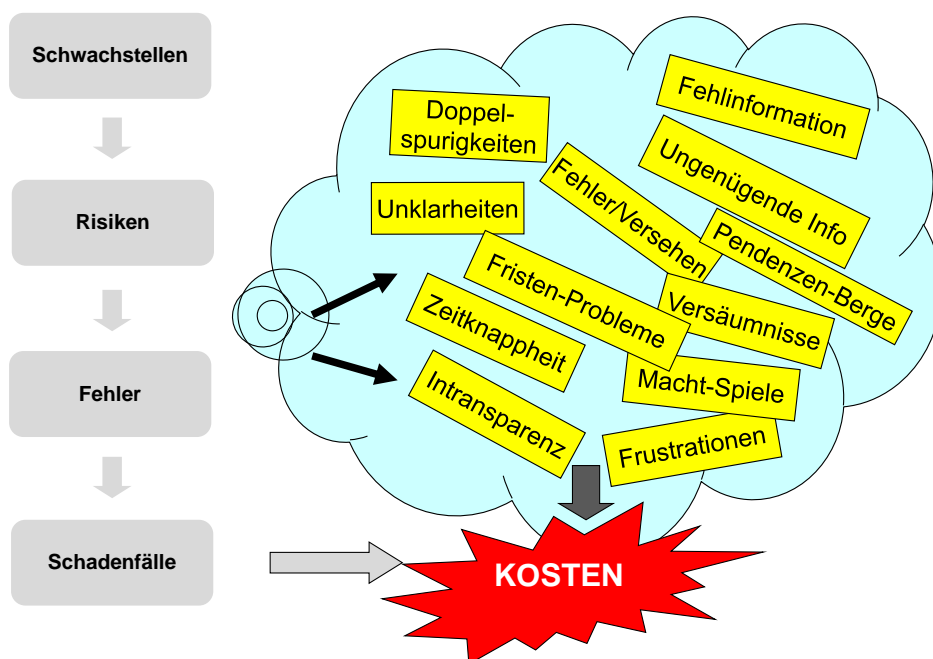 Schwachstellen
Risiken
Fehler
Schadenfälle
Doppel-
spurigkeiten
Unklarheiten
Fehlinformation
Ungenügende Info
Fehler/Versehen
Pendenzen-Berge
Fristen-Probleme
Versäumnisse
Zeitknappheit
Macht-Spiele
Intransparenz
Frustrationen
KOSTEN